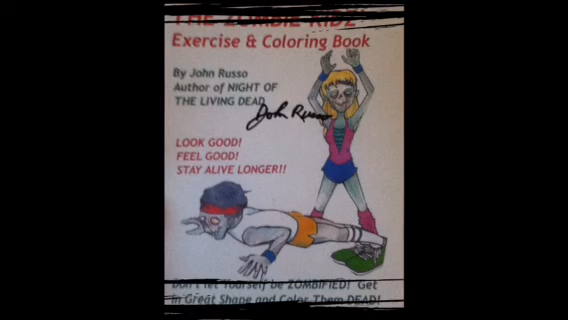 THE ZOMBIE KIDZ
Exercise & Coloring Book
By John Russo
Author of NIGHT OF
THE LIVING DEAD
John Russo
LOOK GOOD!
FEEL GOOD!
STAY ALIVE LONGER!!
Don't let Yourself be ZOMBIFIED! Get
in Great Shape and Color Them DEAD!